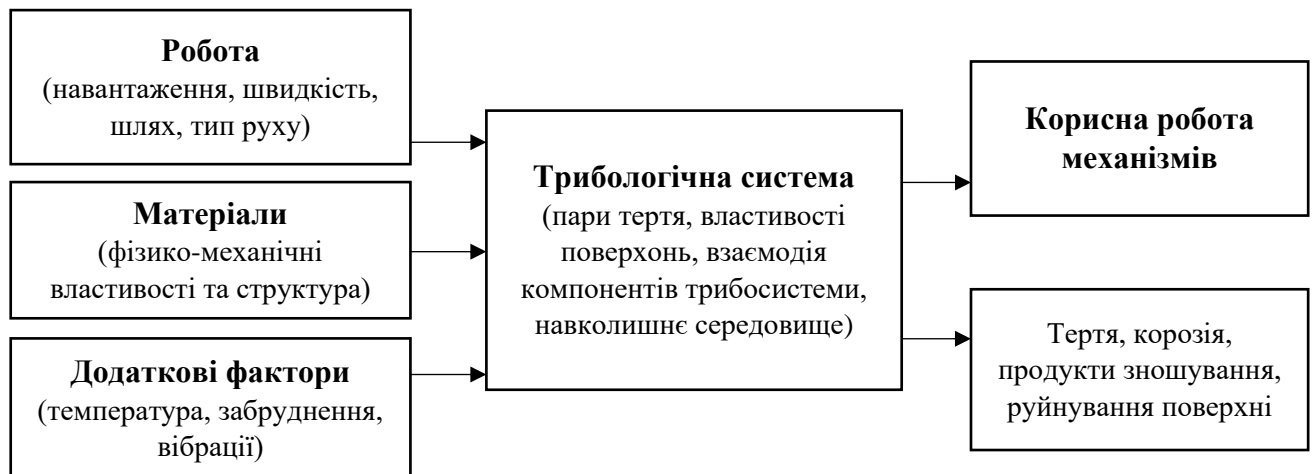 Робота
(навантаження, швидкість,
шлях, тип руху)
Матеріали
(фізико-механічні
властивості та структура)
Додаткові фактори
(температура, забруднення,
вібрації)
Трибологічна система
(пари тертя, властивості
поверхонь, взаємодія
компонентів трибосистеми,
навколишнє середовище)
Корисна робота
механізмів
Тертя, корозія,
продукти зношування,
руйнування поверхні